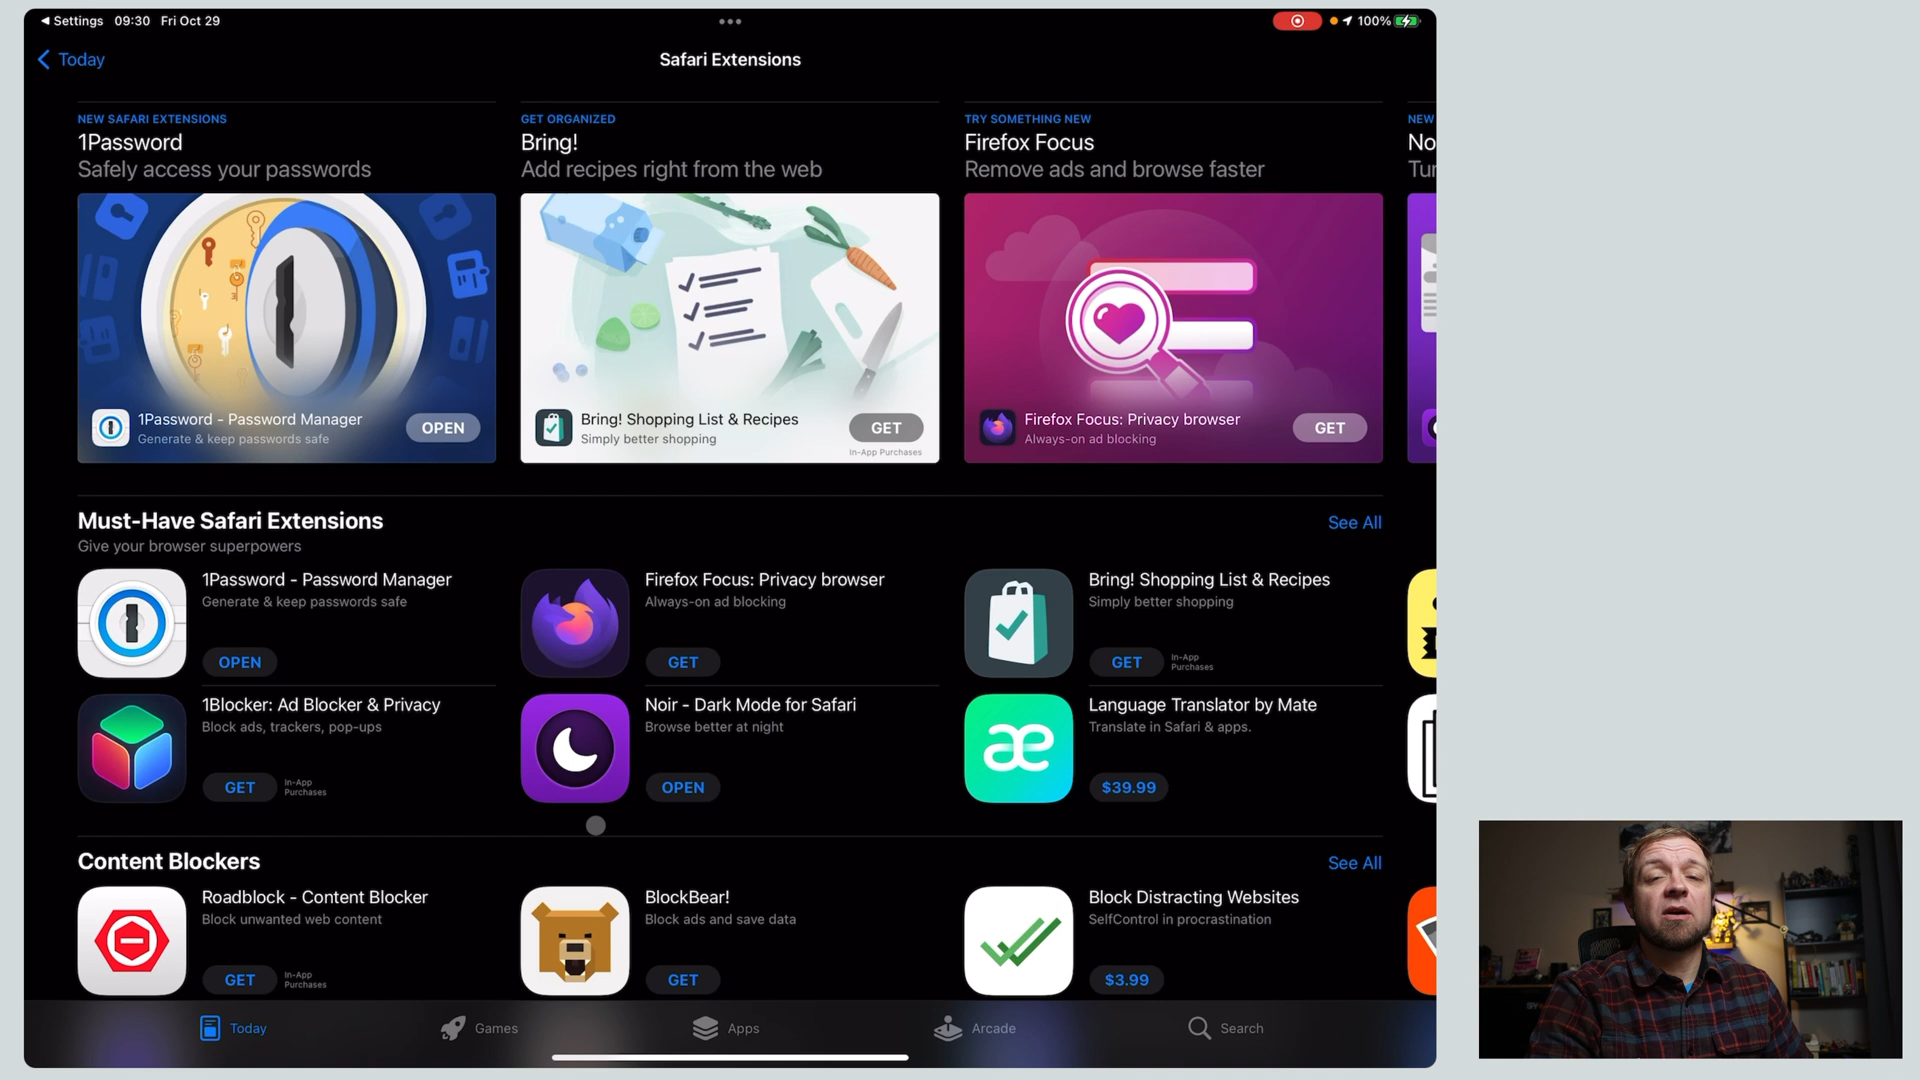 Settings 09:30 Fri Oct 29
100%
Today
Safari Extensions
NEW SAFARI EXTENSIONS
1Password
Safely access your passwords
1Password - Password Manager
Generate & keep passwords safe
OPEN
GET ORGANIZED
Bring!
Add recipes right from the web
Bring! Shopping List & Recipes
Simply better shopping
GET
In-App Purchases
TRY SOMETHING NEW
Firefox Focus
Remove ads and browse faster
Firefox Focus: Privacy browser
Always-on ad blocking
GET
NEW
No
Tur
Must-Have Safari Extensions
See All
Give your browser superpowers
1Password - Password Manager
Generate & keep passwords safe
OPEN
Firefox Focus: Privacy browser
Always-on ad blocking
GET
Bring! Shopping List & Recipes
Simply better shopping
GET
In-App
Purchases
1Blocker: Ad Blocker & Privacy
Block ads, trackers, pop-ups
GET
In-App
Purchases
Noir - Dark Mode for Safari
Browse better at night
OPEN
æ
Language Translator by Mate
Translate in Safari & apps.
$39.99
Content Blockers
See All
Roadblock - Content Blocker
Block unwanted web content
GET
In-App
Purchases
BlockBear!
Block ads and save data
GET
Block Distracting Websites
SelfControl in procrastination
$3.99
Today
Games
Apps
Arcade
Search